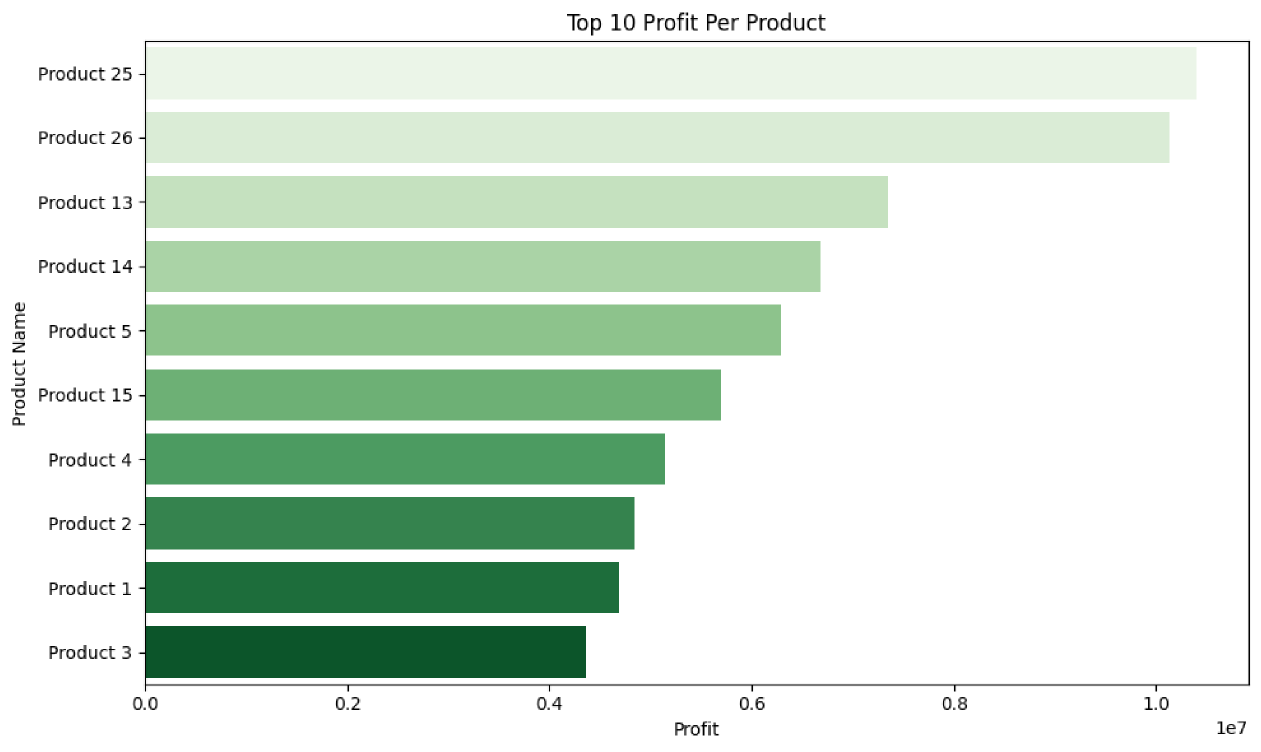 Top 10 Profit Per Product
Product Name
Product 25
Product 26
Product 13
Product 14
Product 5
Product 15
Product 4
Product 2
Product 1
Product 3
0.0 0.2 0.4 0.6 0.8 1.0
1e7
Profit